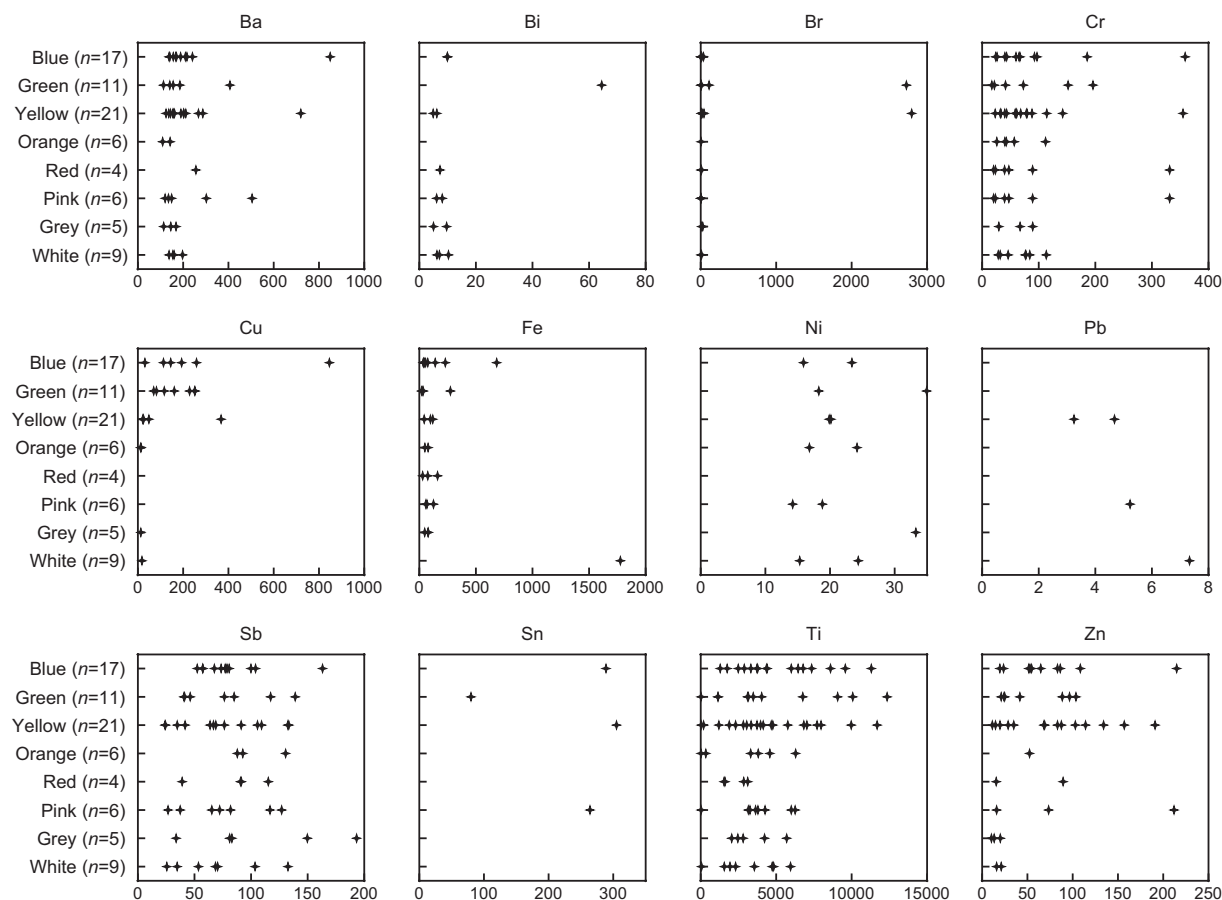 Ba Bi Br Cr
Blue (n=17)
Green (n=11)
Yellow (n=21)
Orange (n=6)
Red (n=4)
Pink (n=6)
Grey (n=5)
White (n=9)
0 200 400 600 800 1000 0 20 40 60 80 0 1000 2000 3000 0 100 200 300 400
Cu Fe Ni Pb
Blue (n=17)
Green (n=11)
Yellow (n=21)
Orange (n=6)
Red (n=4)
Pink (n=6)
Grey (n=5)
White (n=9)
0 200 400 600 800 1000 0 500 1000 1500 2000 0 10 20 30 0 2 4 6 8
Sb Sn Ti Zn
Blue (n=17)
Green (n=11)
Yellow (n=21)
Orange (n=6)
Red (n=4)
Pink (n=6)
Grey (n=5)
White (n=9)
0 50 100 150 200 0 100 200 300 0 5000 10000 15000 0 50 100 150 200 250